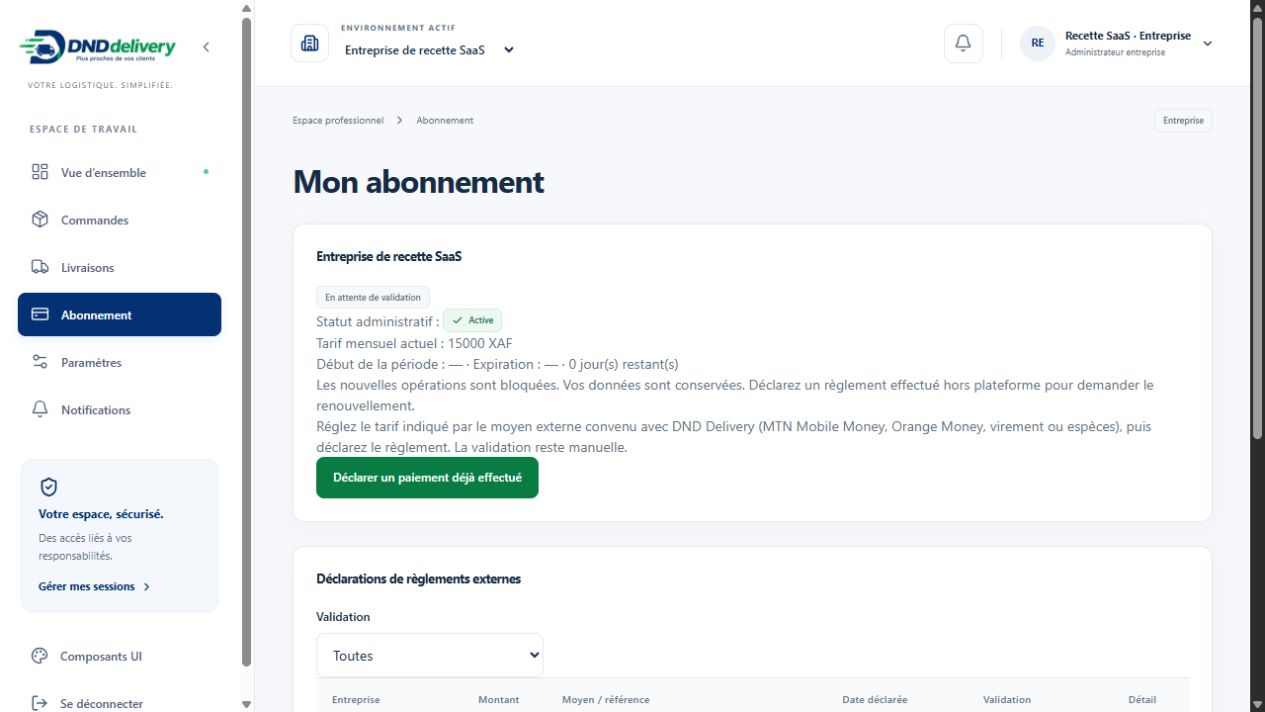 DNDdelivery
Plus proches de vos clients
VOTRE LOGISTIQUE. SIMPLIFIÉE.
ESPACE DE TRAVAIL
Vue d'ensemble
Commandes
Livraisons
Abonnement
Paramètres
Notifications
Votre espace, sécurisé.
Des accès liés à vos
responsabilités.
Gérer mes sessions
Composants UI
Se déconnecter
ENVIRONNEMENT ACTIF
Entreprise de recette SaaS
RE
Recette SaaS · Entreprise
Administrateur entreprise
Espace professionnel > Abonnement
Entreprise
Mon abonnement
Entreprise de recette SaaS
En attente de validation
Statut administratif : Active
Tarif mensuel actuel : 15000 XAF
Début de la période : — · Expiration : — · 0 jour(s) restant(s)
Les nouvelles opérations sont bloquées. Vos données sont conservées. Déclarez un règlement effectué hors plateforme pour demander le
renouvellement.
Réglez le tarif indiqué par le moyen externe convenu avec DND Delivery (MTN Mobile Money, Orange Money, virement ou espèces), puis
déclarez le règlement. La validation reste manuelle.
Déclarer un paiement déjà effectué
Déclarations de règlements externes
Validation
Toutes
Entreprise Montant Moyen / référence Date déclarée Validation Détail